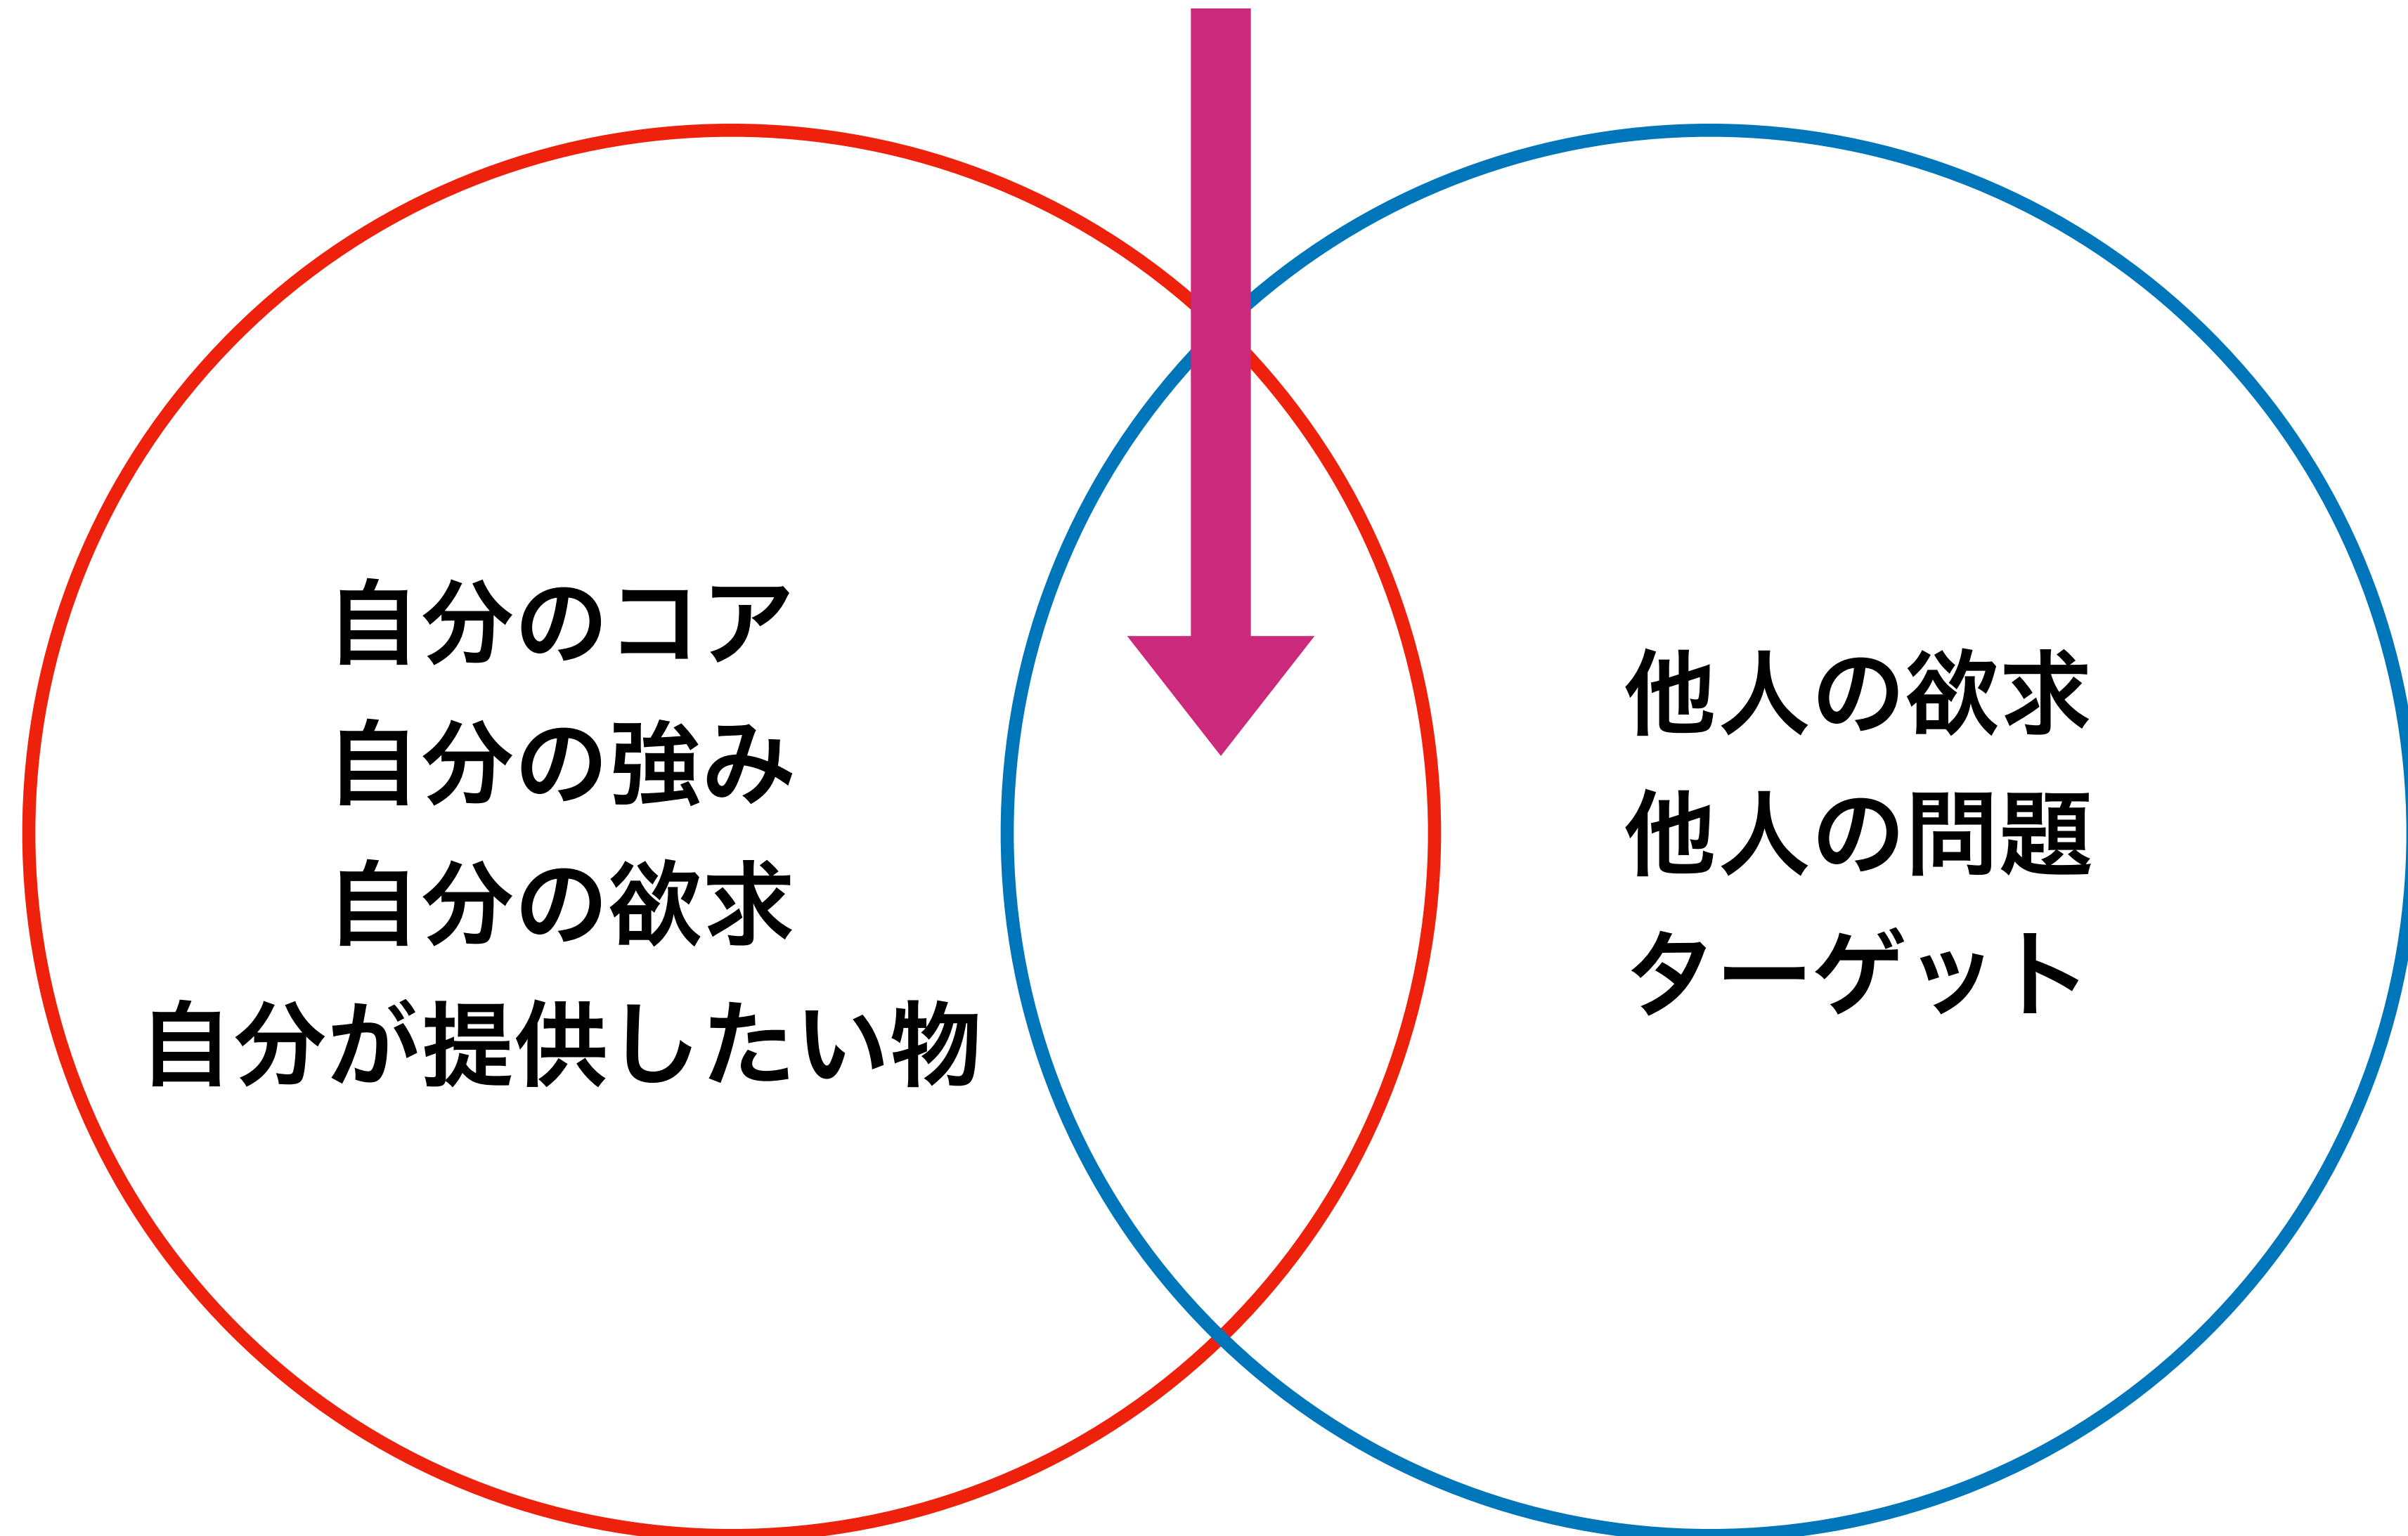 自分のコア
自分の強み
自分の欲求
自分が提供したい物
他人の欲求
他人の問題
ターゲット